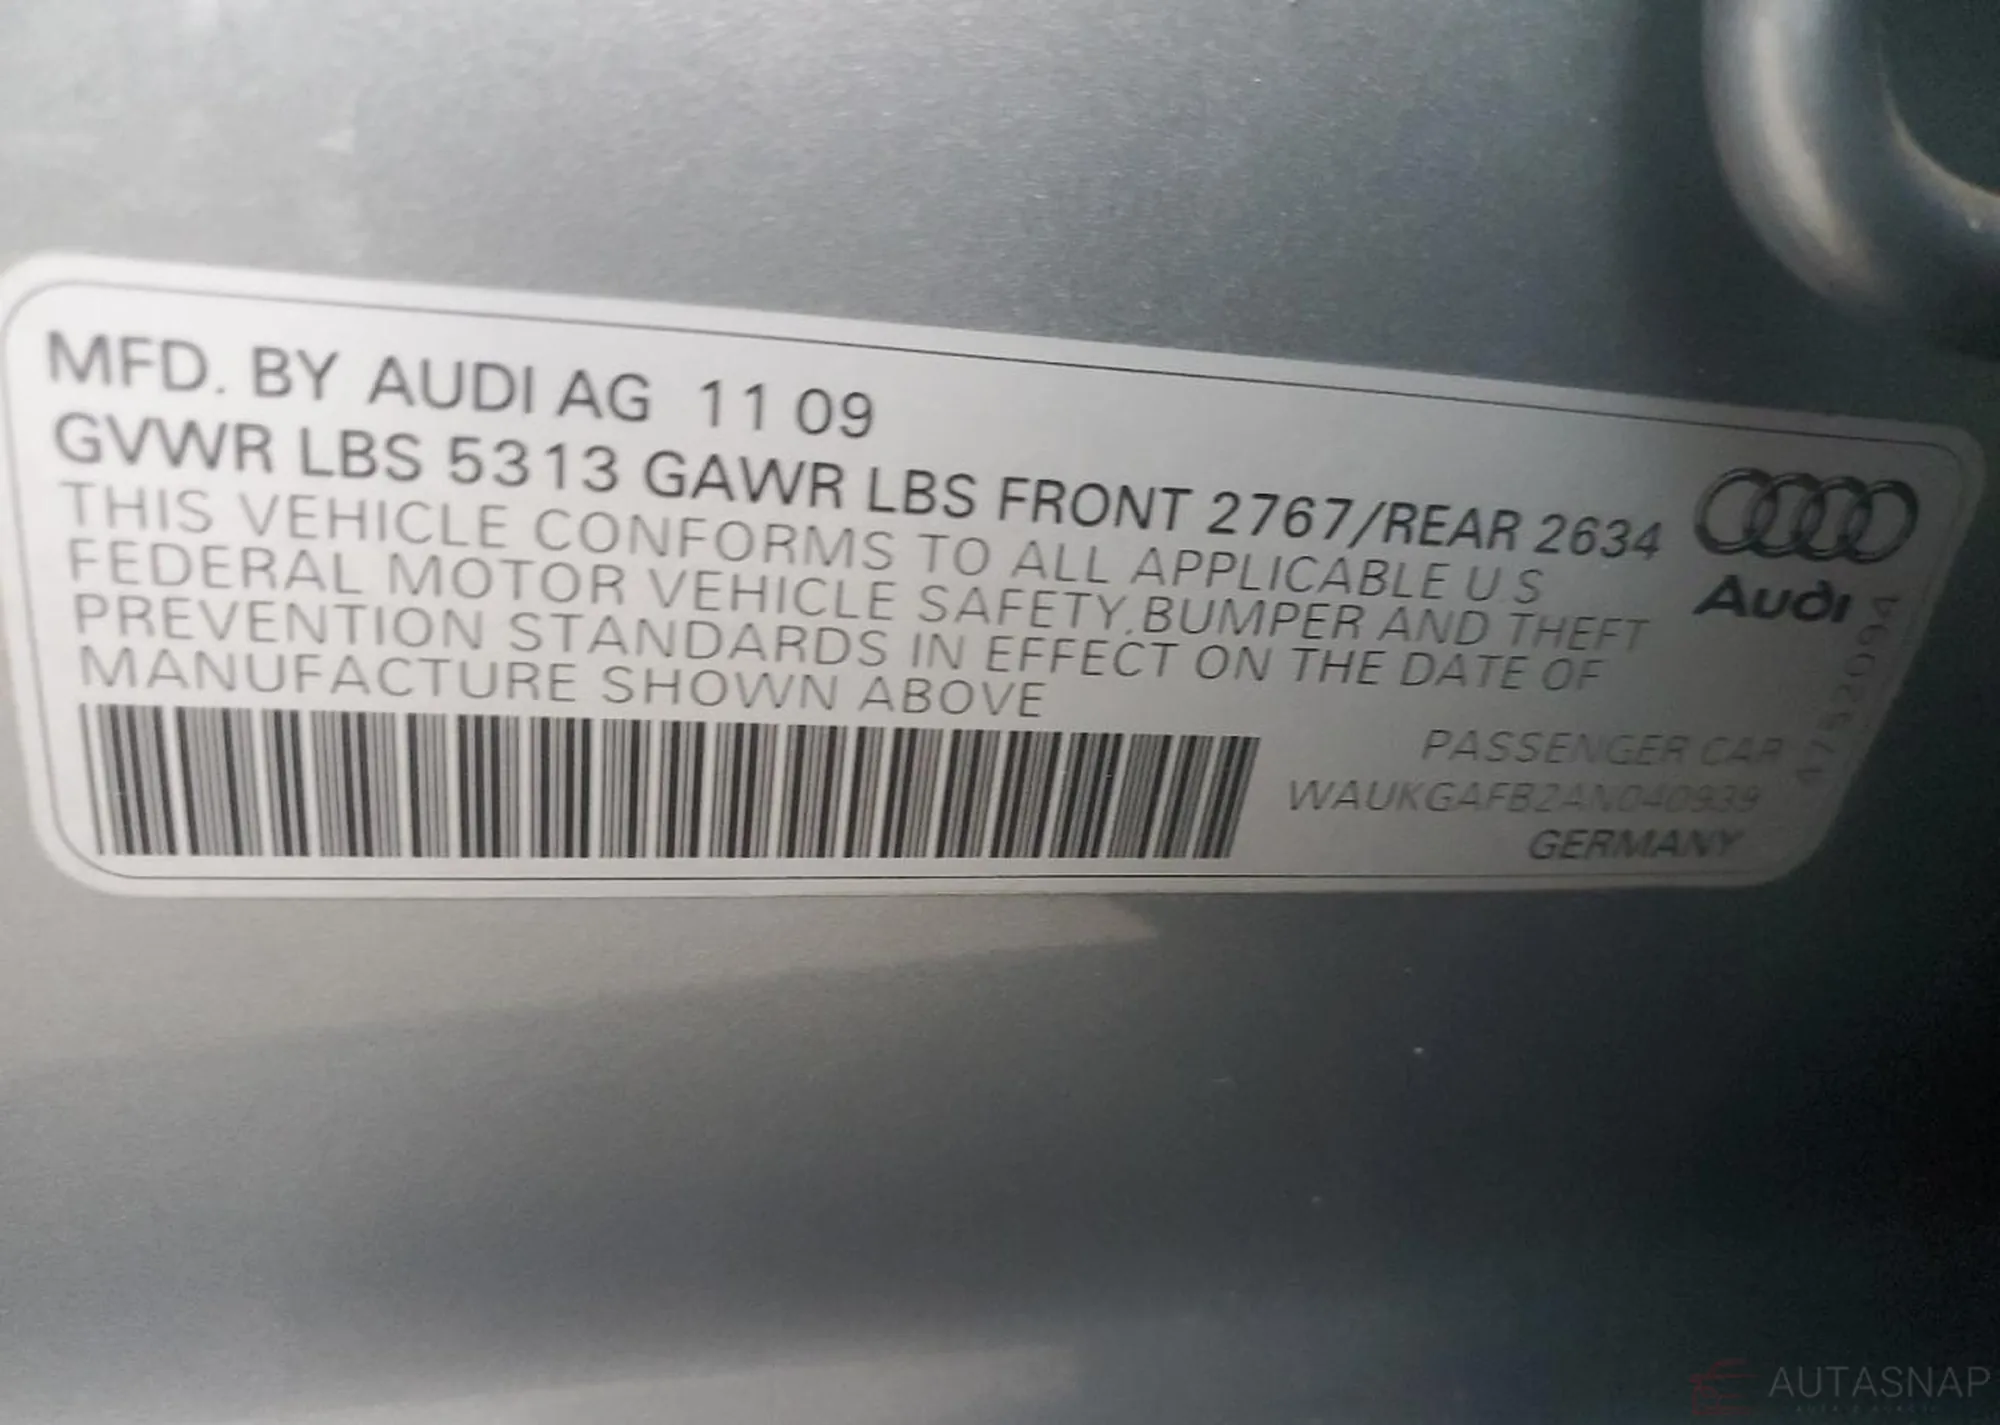 MFD. BY AUDI AG 11 09
GVWR LBS 5313 GAWR LBS FRONT 2767/REAR 2634
THIS VEHICLE CONFORMS TO ALL APPLICABLE U.S
FEDERAL MOTOR VEHICLE SAFETY,BUMPER AND THEFT
PREVENTION STANDARDS IN EFFECT ON THE DATE OF
MANUFACTURE SHOWN ABOVE
Audi
PASSENGER CAR
WAUKGAFB2AN040939
GERMANY
AUTASNAP